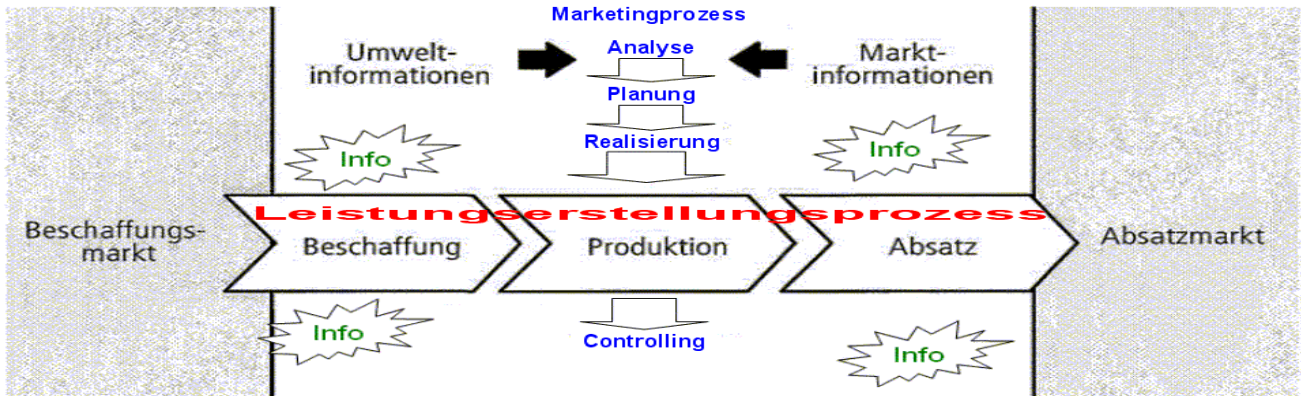 Marketingprozess
Umwelt-
informationen
Analyse
Markt-
informationen
Planung
Realisierung
Info
Info
Leistungserstellungsprozess
Beschaffungs-
markt
Beschaffung
Produktion
Absatz
Absatzmarkt
Info
Controlling
Info